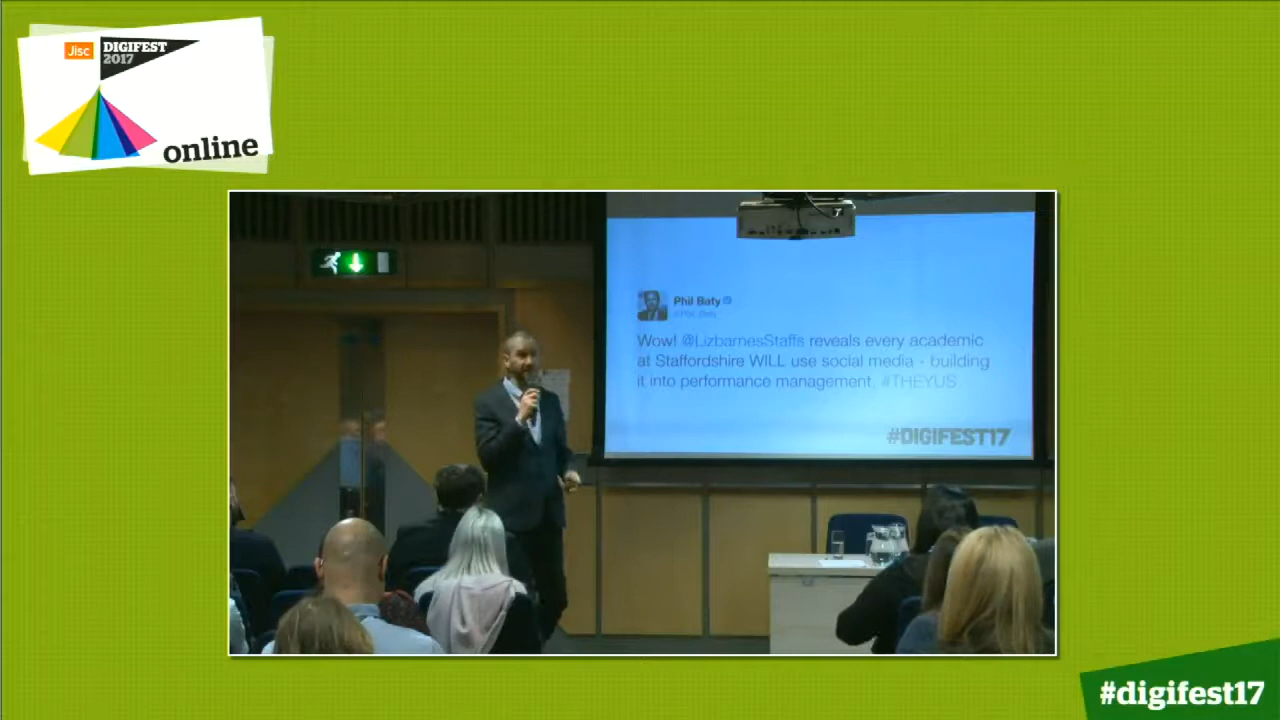 Jisc
DIGIFEST
2017
online
Phil Baty
Wow! @LizbarnesStaffs reveals every academic
at Staffordshire WILL use social media - building
it into performance management. #THEYUS
#DIGIFEST17
#digifest17